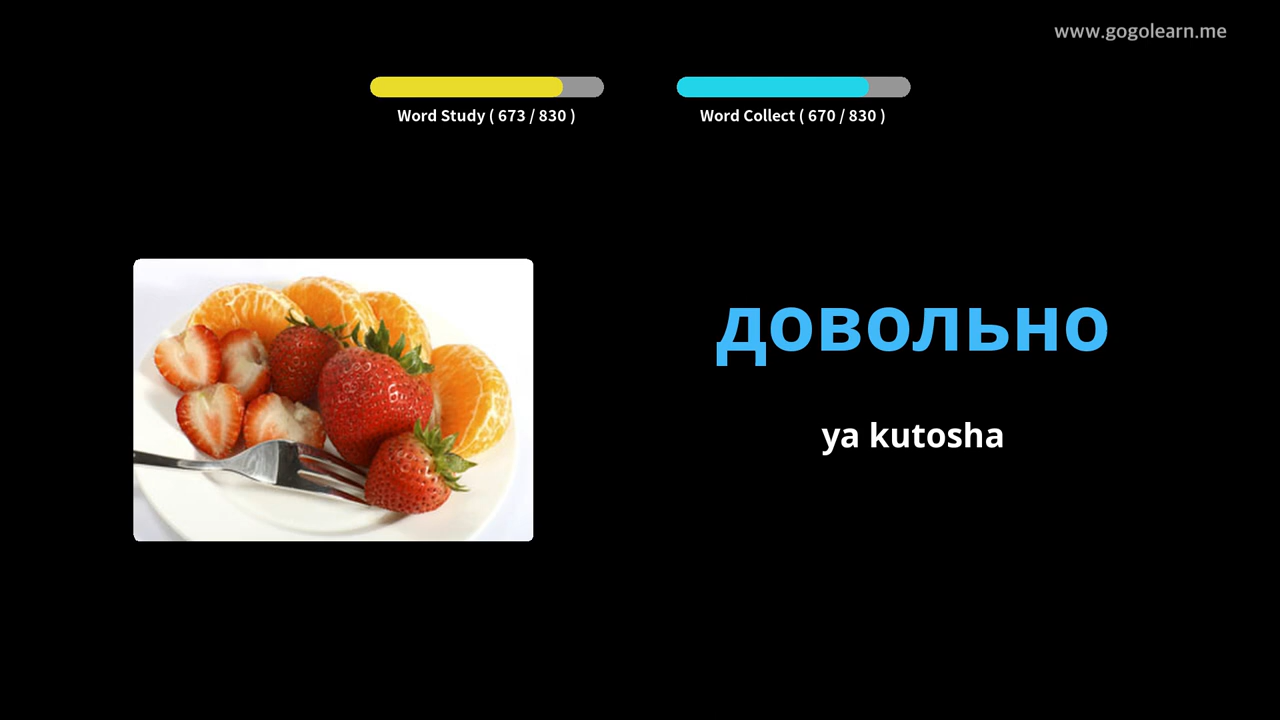 www.gogolearn.me
Word Study ( 673 / 830 )
Word Collect ( 670 / 830 )
довольно
ya kutosha